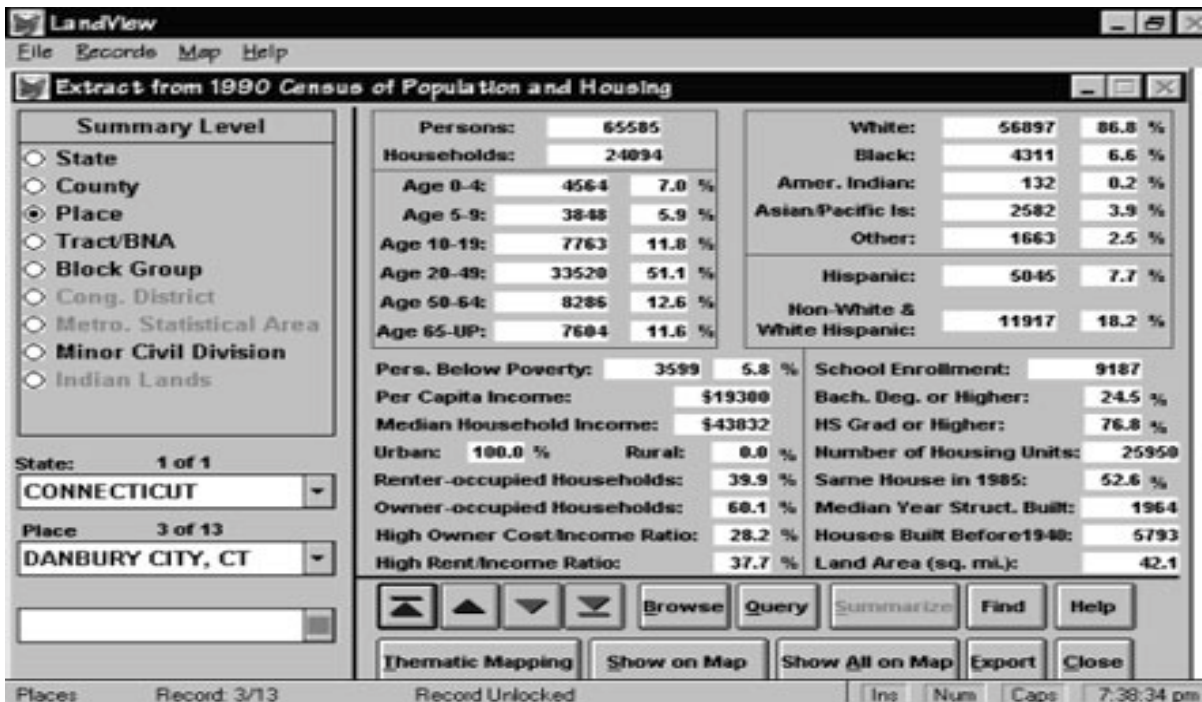 LandView
File Records Map Help
Extract from 1990 Census of Population and Housing
Summary Level
State
County
Place
Tract/BNA
Block Group
Cong. District
Metro. Statistical Area
Minor Civil Division
Indian Lands
State: 1 of 1
CONNECTICUT
Place 3 of 13
DANBURY CITY, CT
Persons: 65585
Households: 24094
Age 0-4: 4564 7.0 %
Age 5-9: 3848 5.9 %
Age 10-19: 7763 11.8 %
Age 20-49: 33520 51.1 %
Age 50-64: 8286 12.6 %
Age 65-UP: 7604 11.6 %
White: 56897 86.8 %
Black: 4311 6.6 %
Amer. Indian: 132 0.2 %
Asian/Pacific Is: 2582 3.9 %
Other: 1663 2.5 %
Hispanic: 5045 7.7 %
Non-White &
White Hispanic: 11917 18.2 %
Pers. Below Poverty: 3599 5.8 %
Per Capita Income: $19300
Median Household Income: $43832
Urban: 100.0 % Rural: 0.0 %
Renter-occupied Households: 39.9 %
Owner-occupied Households: 60.1 %
High Owner Cost/Income Ratio: 28.2 %
High Rent/Income Ratio: 37.7 %
School Enrollment: 9187
Bach. Deg. or Higher: 24.5 %
HS Grad or Higher: 76.8 %
Number of Housing Units: 25950
Same House in 1985: 52.6 %
Median Year Struct. Built: 1964
Houses Built Before1940: 5793
Land Area (sq. mi.): 42.1
Browse Query Summarize Find Help
Thematic Mapping Show on Map Show All on Map Export Close
Places Record: 3/13 Record Unlocked Ins Num Caps 7:38:34 pm